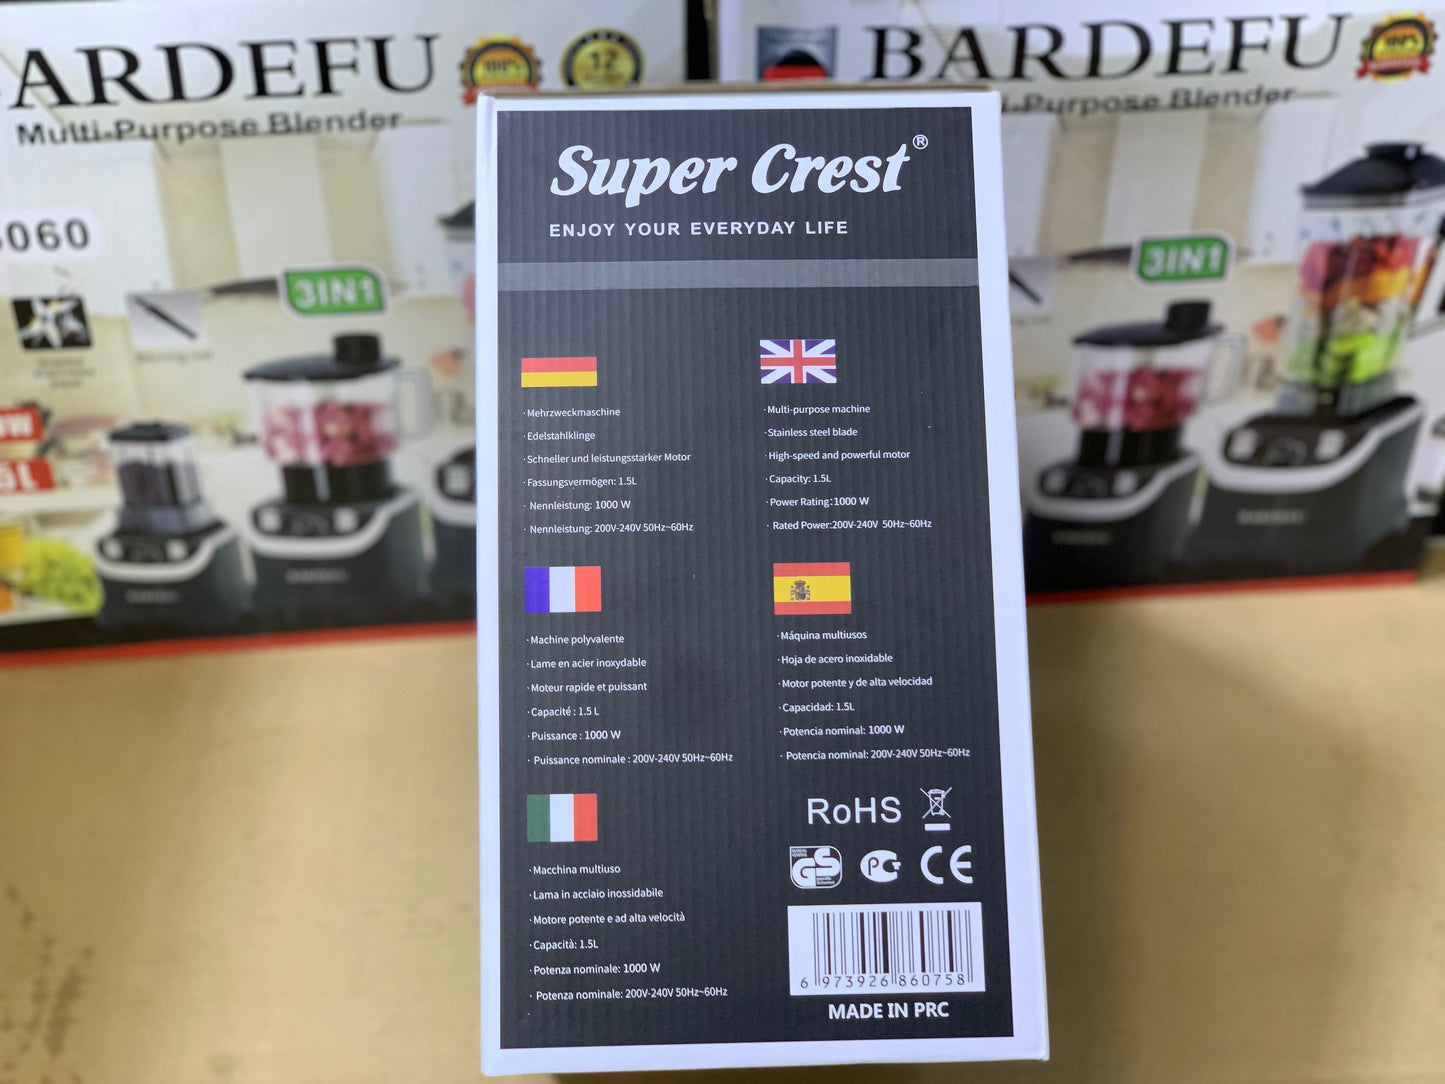 BARDEFU
Multi-Purpose Blender
12
5060
3IN1
BARDEFU
Multi-Purpose Blender
3IN1
Super Crest®
ENJOY YOUR EVERYDAY LIFE
·Mehrzweckmaschine
·Edelstahlklinge
·Schneller und leistungsstarker Motor
·Fassungsvermögen: 1.5L
· Nennleistung: 1000 W
· Nennleistung: 200V-240V 50Hz~60Hz
·Multi-purpose machine
·Stainless steel blade
·High-speed and powerful motor
·Capacity: 1.5L
·Power Rating:1000 W
· Rated Power:200V-240V 50Hz~60Hz
·Machine polyvalente
·Lame en acier inoxydable
·Moteur rapide et puissant
·Capacité : 1.5 L
·Puissance : 1000 W
· Puissance nominale : 200V-240V 50Hz~60Hz
·Máquina multiusos
·Hoja de acero inoxidable
·Motor potente y de alta velocidad
·Capacidad: 1.5L
·Potencia nominal: 1000 W
· Potencia nominal: 200V-240V 50Hz~60Hz
·Macchina multiuso
·Lama in acciaio inossidabile
·Motore potente e ad alta velocità
·Capacità: 1.5L
·Potenza nominale: 1000 W
· Potenza nominale: 200V-240V 50Hz~60Hz
RoHS
GS
CE
6 973926 860758
MADE IN PRC